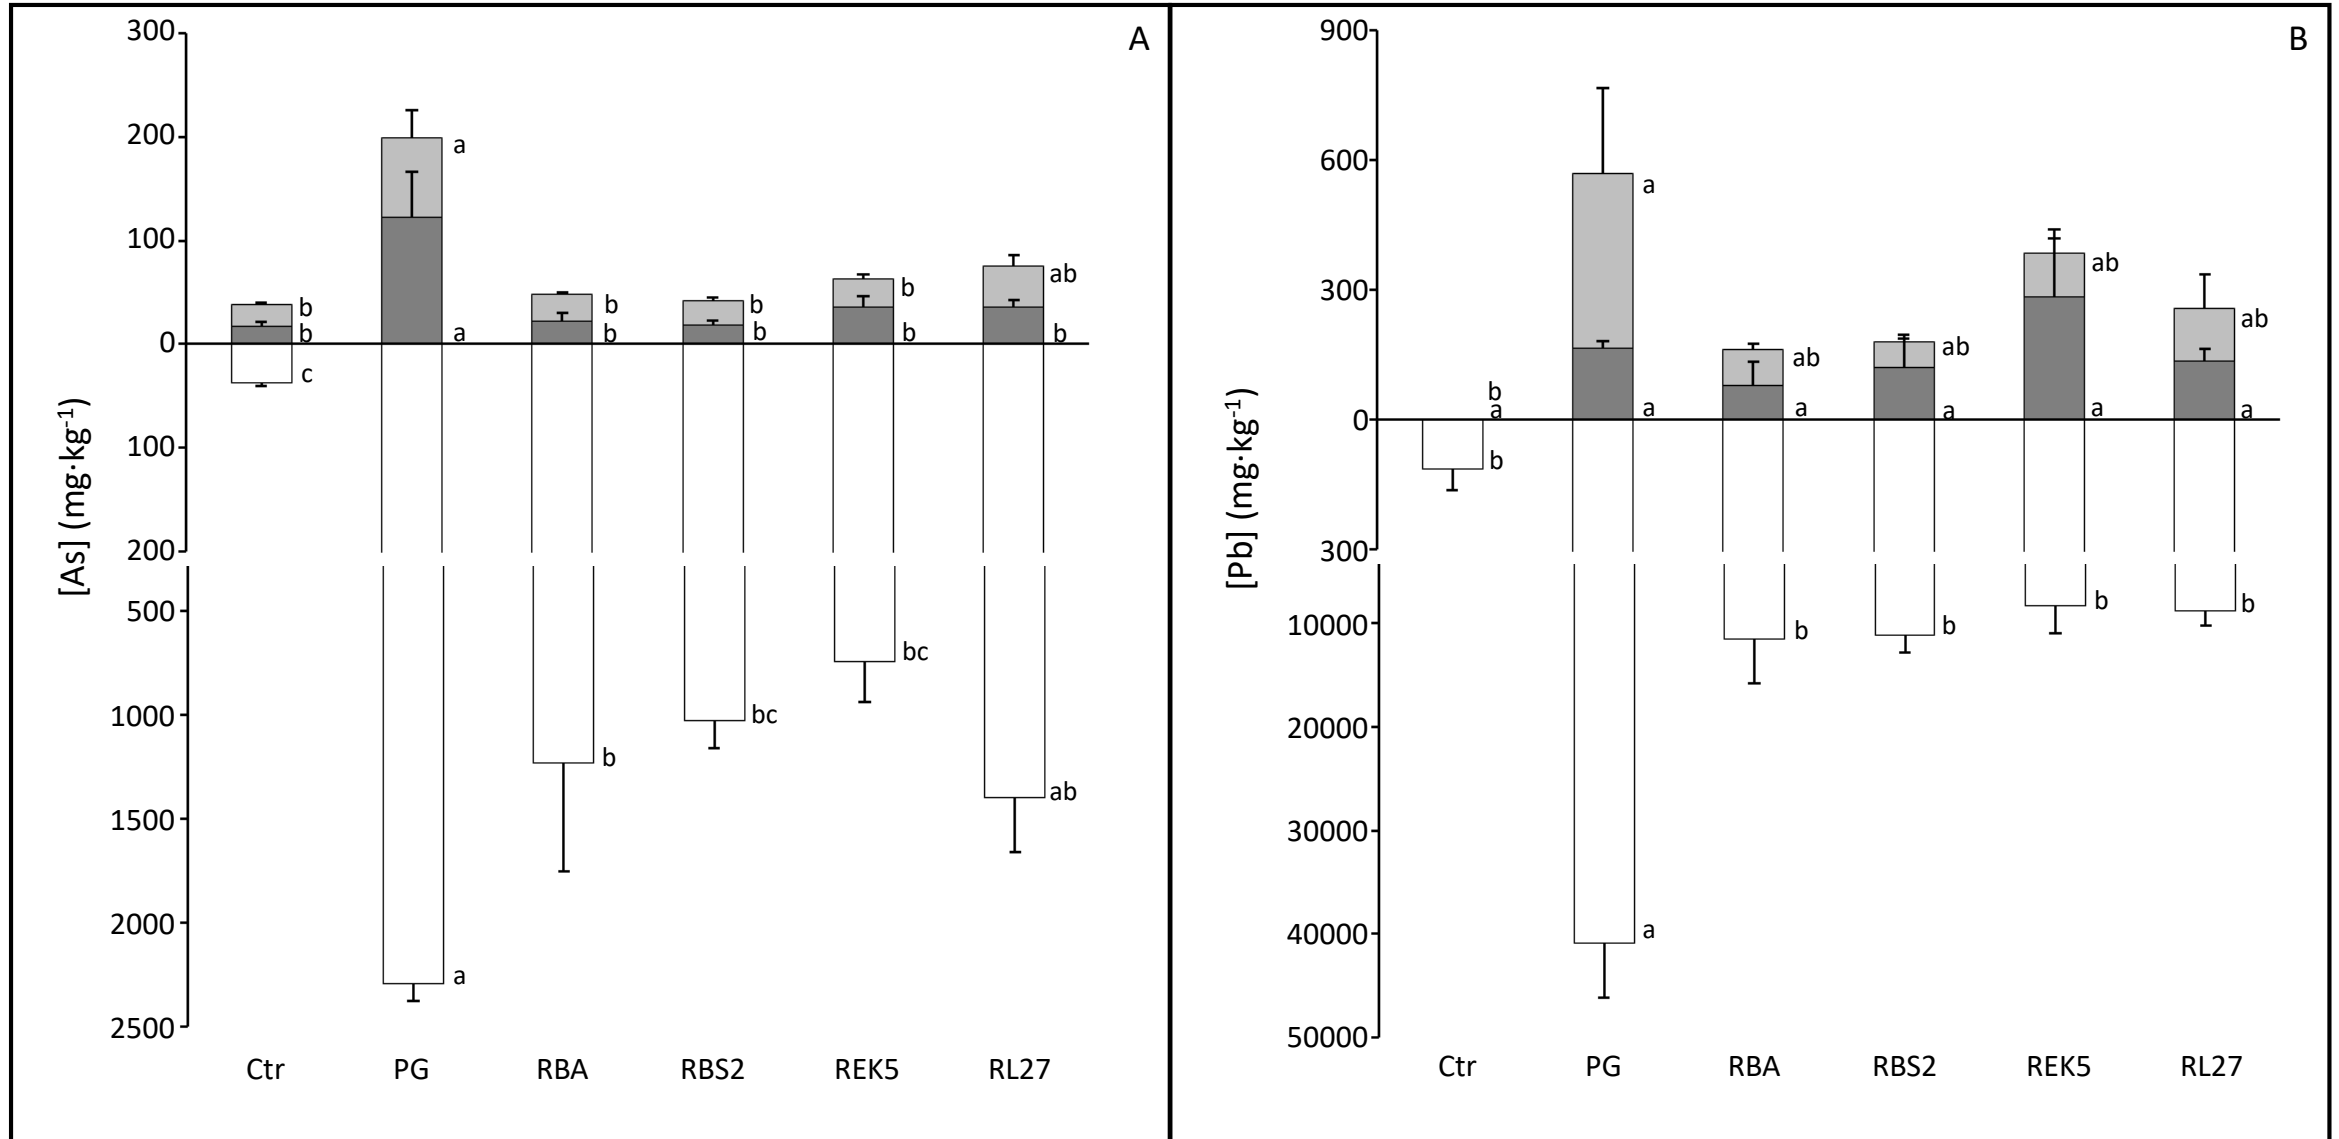 A
[As] (mg·kg⁻¹)
300
200
100
0
100
200
500
1000
1500
2000
2500
b
b
c
a
a
a
b
b
b
b
b
bc
b
b
bc
ab
b
ab
Ctr PG RBA RBS2 REK5 RL27
B
[Pb] (mg·kg⁻¹)
900
600
300
0
300
10000
20000
30000
40000
50000
b
a
b
a
a
a
ab
a
b
ab
a
b
ab
a
b
ab
a
b
Ctr PG RBA RBS2 REK5 RL27